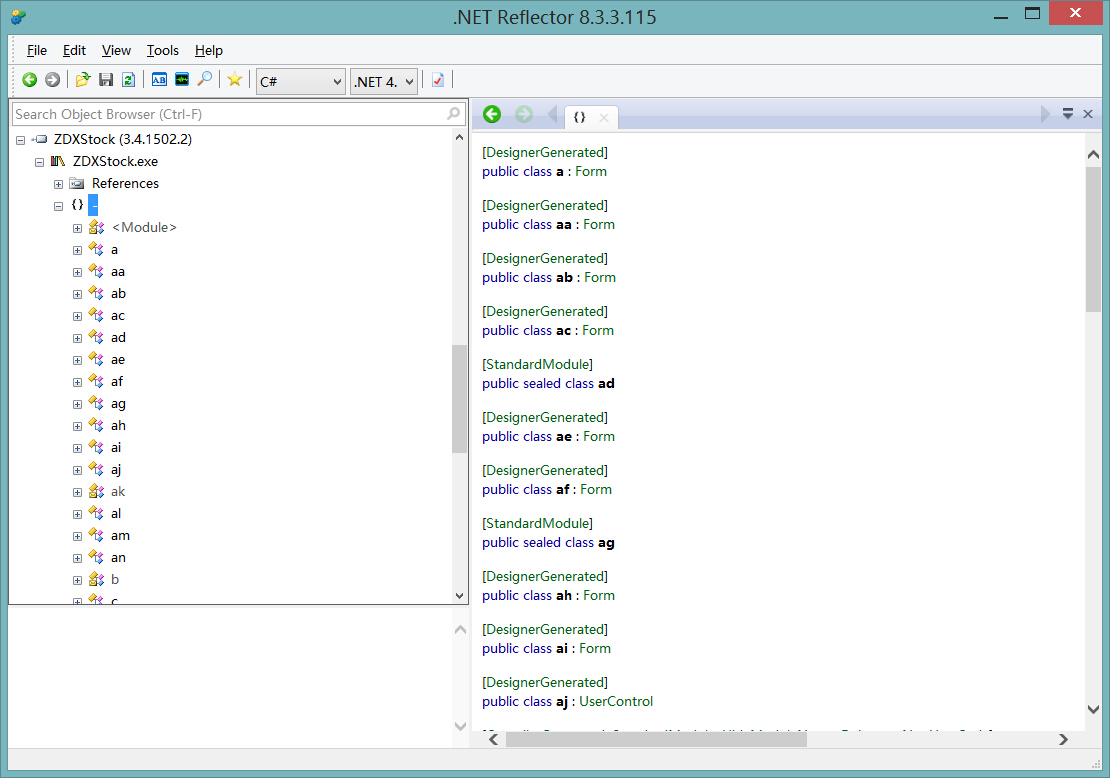 .NET Reflector 8.3.3.115
File Edit View Tools Help
C# .NET 4.
Search Object Browser (Ctrl-F)
ZDXStock (3.4.1502.2)
ZDXStock.exe
References
{} -
<Module>
a
aa
ab
ac
ad
ae
af
ag
ah
ai
aj
ak
al
am
an
b
c
{}
[DesignerGenerated]
public class a : Form
[DesignerGenerated]
public class aa : Form
[DesignerGenerated]
public class ab : Form
[DesignerGenerated]
public class ac : Form
[StandardModule]
public sealed class ad
[DesignerGenerated]
public class ae : Form
[DesignerGenerated]
public class af : Form
[StandardModule]
public sealed class ag
[DesignerGenerated]
public class ah : Form
[DesignerGenerated]
public class ai : Form
[DesignerGenerated]
public class aj : UserControl